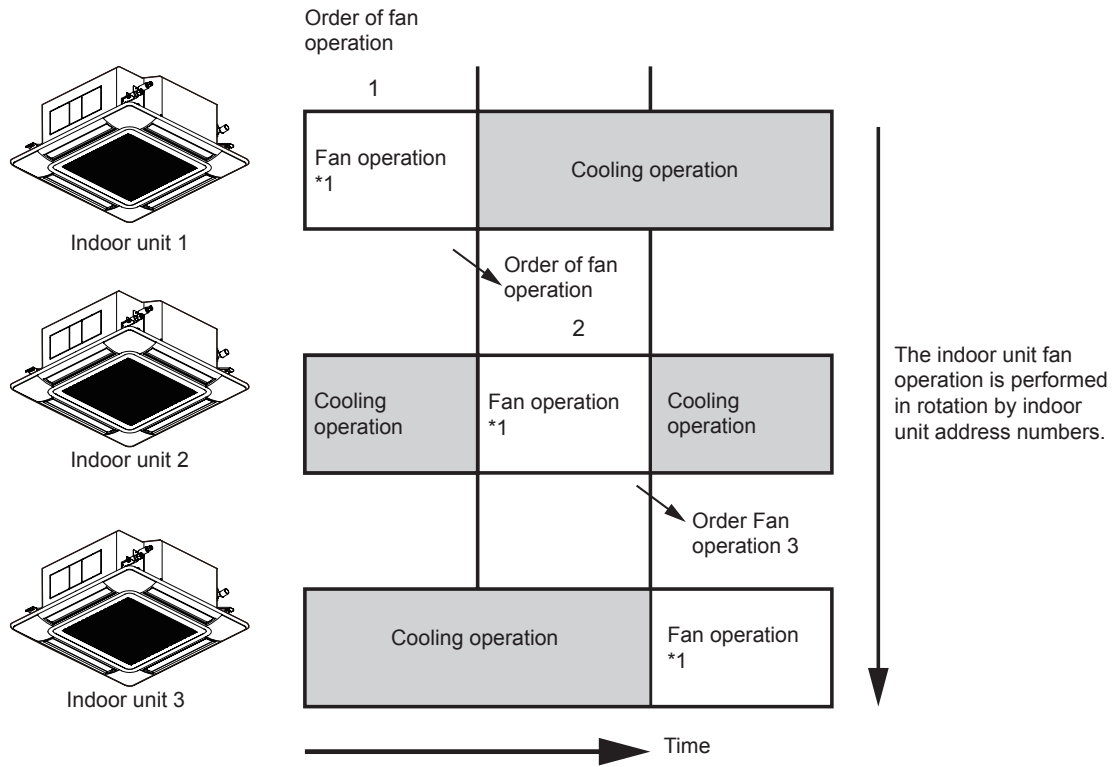 Order of fan
operation
1
Fan operation
*1
Cooling operation
Indoor unit 1
Order of fan
operation
2
Cooling
operation
Fan operation
*1
Cooling
operation
The indoor unit fan
operation is performed
in rotation by indoor
unit address numbers.
Indoor unit 2
Order Fan
operation 3
Cooling operation
Fan operation
*1
Indoor unit 3
Time